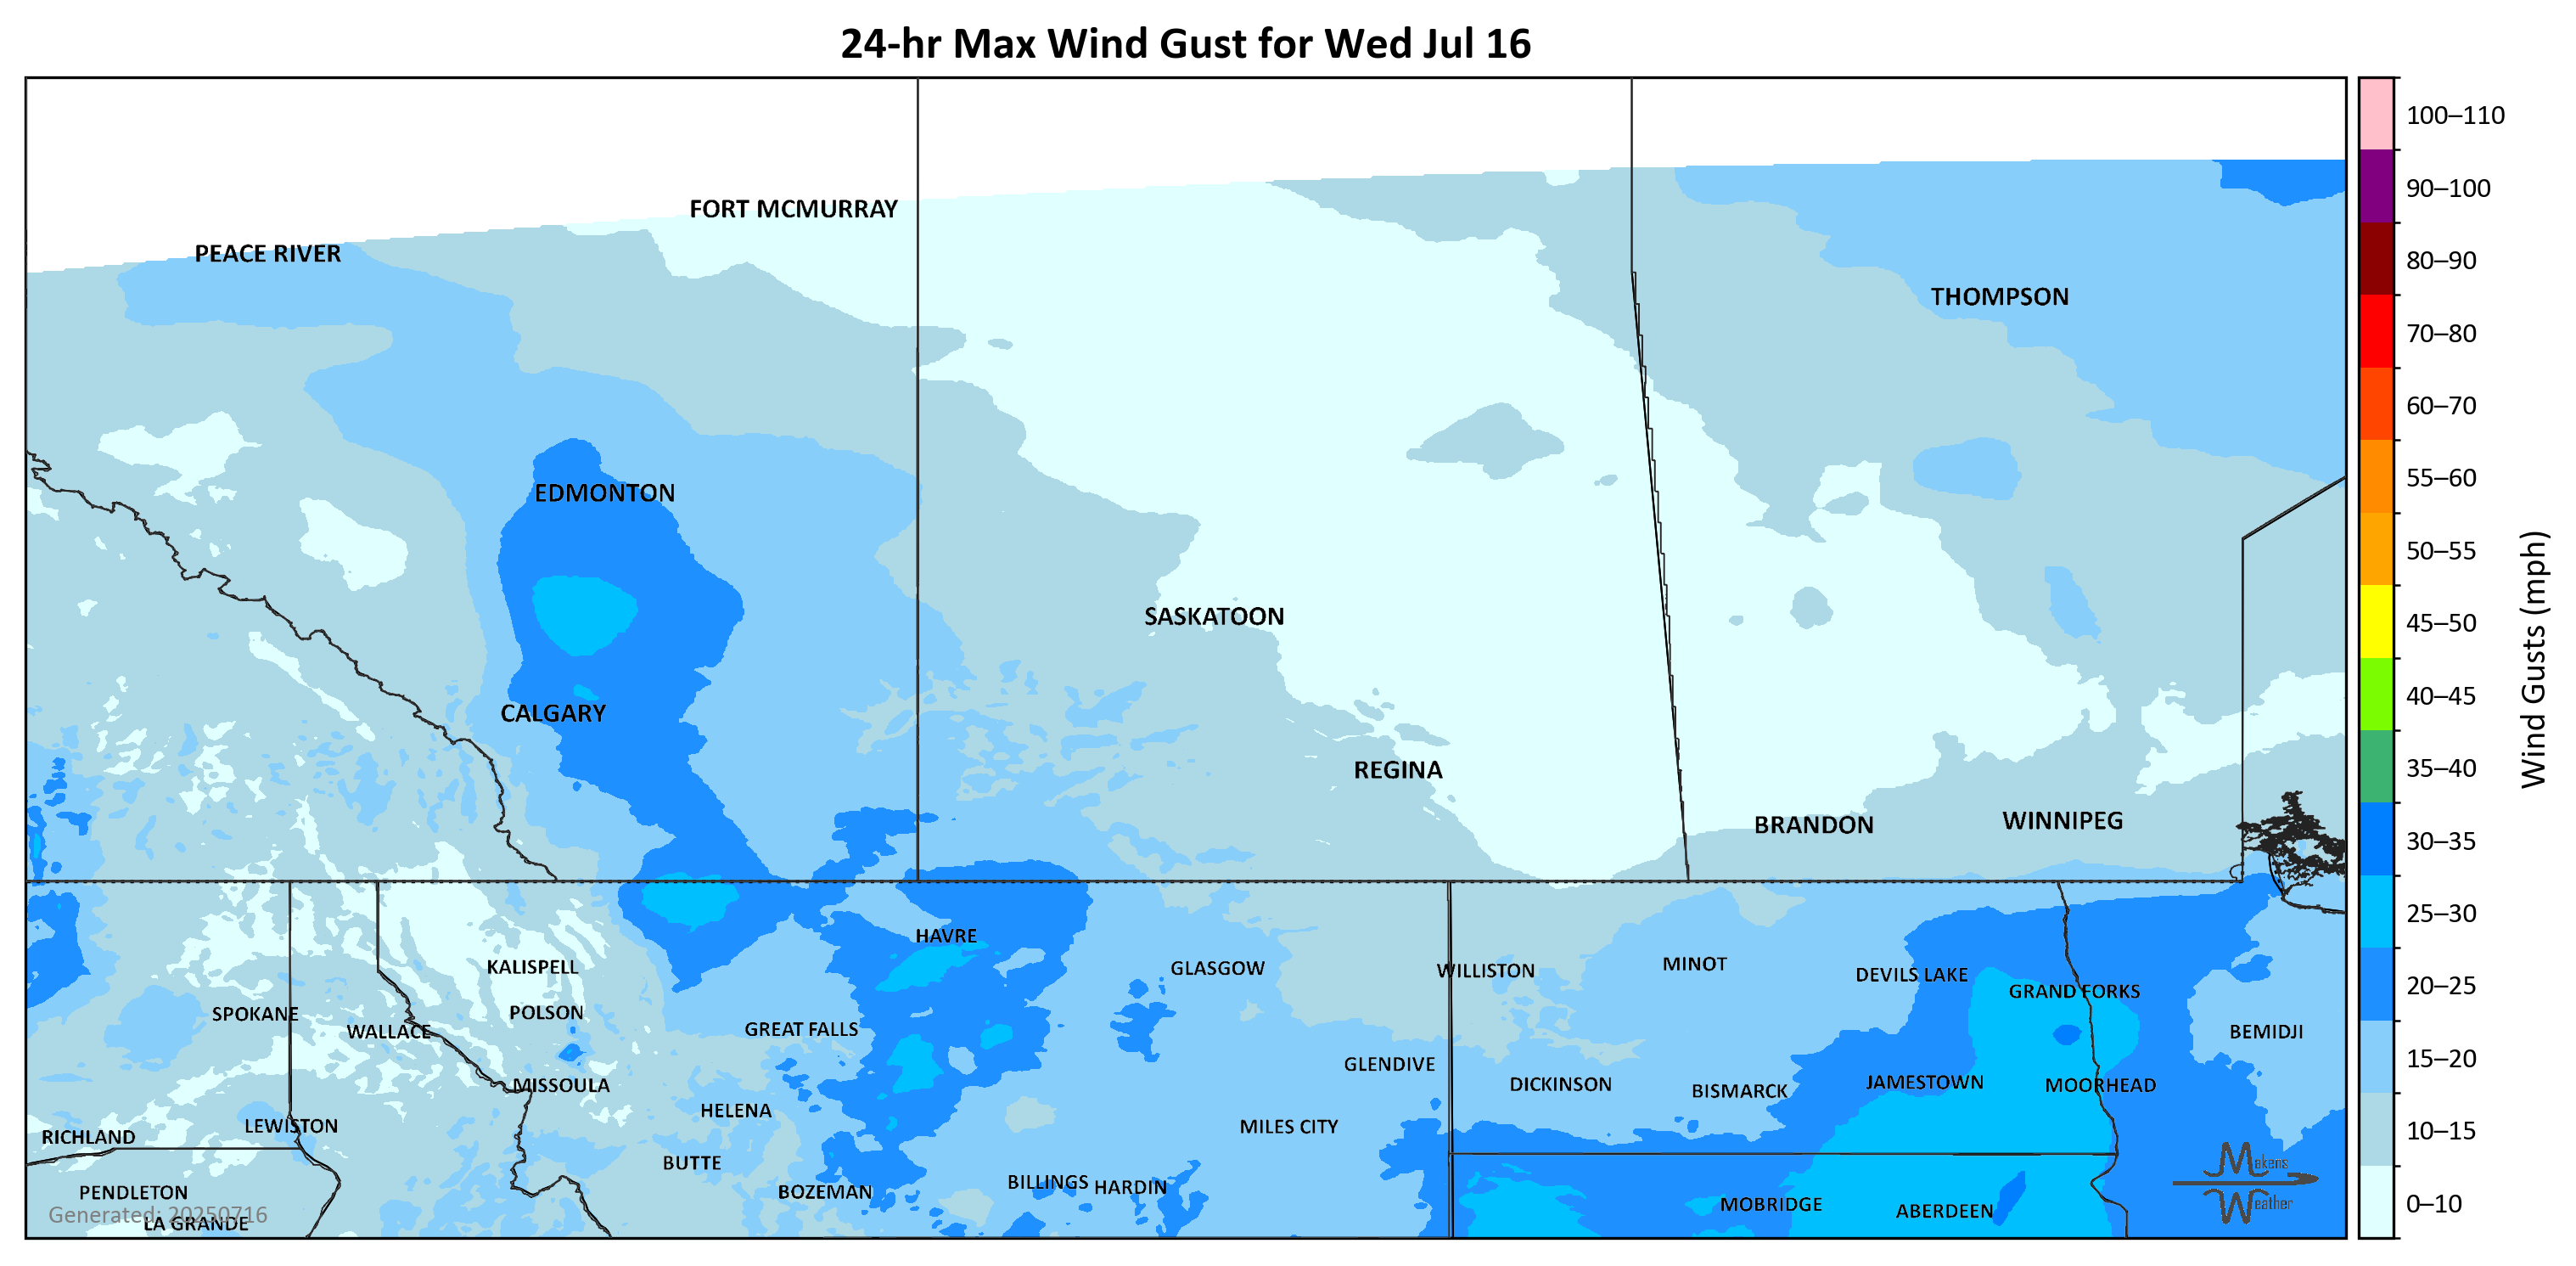 24-hr Max Wind Gust for Wed Jul 16
FORT MCMURRAY
PEACE RIVER
THOMPSON
EDMONTON
SASKATOON
CALGARY
REGINA
BRANDON
WINNIPEG
HAVRE
KALISPELL
GLASGOW
WILLISTON
MINOT
DEVILS LAKE
GRAND FORKS
SPOKANE
POLSON
WALLACE
GREAT FALLS
BEMIDJI
GLENDIVE
MISSOULA
DICKINSON
BISMARCK
JAMESTOWN
MOORHEAD
HELENA
LEWISTON
MILES CITY
RICHLAND
BUTTE
BOZEMAN
BILLINGS
HARDIN
PENDLETON
MOBRIDGE
ABERDEEN
LA GRANDE
Generated: 20250716
Makens
Weather
100–110
90–100
80–90
70–80
60–70
55–60
50–55
45–50
40–45
35–40
30–35
25–30
20–25
15–20
10–15
0–10
Wind Gusts (mph)